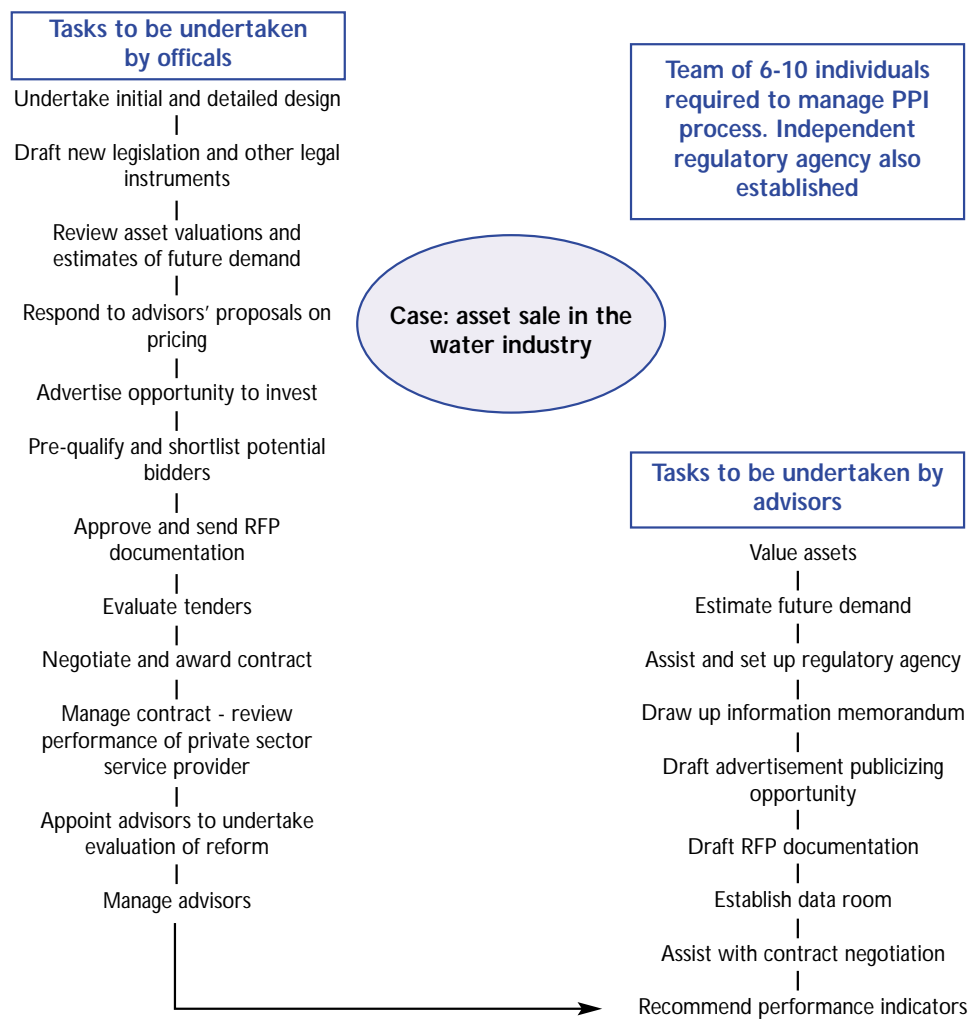 Tasks to be undertaken
by officals
Undertake initial and detailed design
Draft new legislation and other legal
instruments
Review asset valuations and
estimates of future demand
Respond to advisors' proposals on
pricing
Advertise opportunity to invest
Pre-qualify and shortlist potential
bidders
Approve and send RFP
documentation
Evaluate tenders
Negotiate and award contract
Manage contract - review
performance of private sector
service provider
Appoint advisors to undertake
evaluation of reform
Manage advisors
Case: asset sale in the
water industry
Team of 6-10 individuals
required to manage PPI
process. Independent
regulatory agency also
established
Tasks to be undertaken by
advisors
Value assets
Estimate future demand
Assist and set up regulatory agency
Draw up information memorandum
Draft advertisement publicizing
opportunity
Draft RFP documentation
Establish data room
Assist with contract negotiation
Recommend performance indicators